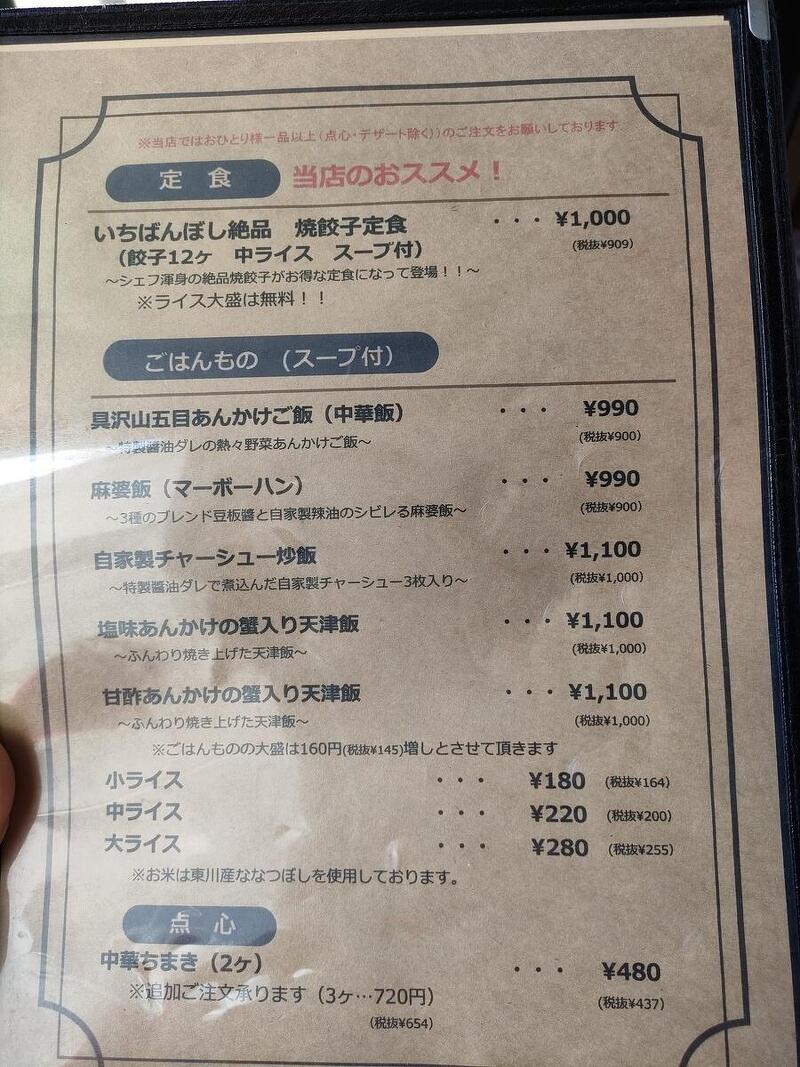 ※当店ではおひとり様一品以上(点心・デザート除く))のご注文をお願いしております
定 食 当店のおススメ！
いちばんぼし絶品 焼餃子定食 ・・・ ¥1,000
（餃子12ヶ 中ライス スープ付） (税抜¥909)
～シェフ渾身の絶品焼餃子がお得な定食になって登場！！～
※ライス大盛は無料！！
ごはんもの (スープ付)
具沢山五目あんかけご飯（中華飯） ・・・ ¥990
～特製醤油ダレの熱々野菜あんかけご飯～ (税抜¥900)
麻婆飯（マーボーハン） ・・・ ¥990
～3種のブレンド豆板醬と自家製辣油のシビレる麻婆飯～ (税抜¥900)
自家製チャーシュー炒飯 ・・・ ¥1,100
～特製醤油ダレで煮込んだ自家製チャーシュー3枚入り～ (税抜¥1,000)
塩味あんかけの蟹入り天津飯 ・・・ ¥1,100
～ふんわり焼き上げた天津飯～ (税抜¥1,000)
甘酢あんかけの蟹入り天津飯 ・・・ ¥1,100
～ふんわり焼き上げた天津飯～ (税抜¥1,000)
※ごはんものの大盛は160円(税抜¥145)増しとさせて頂きます
小ライス ・・・ ¥180 (税抜¥164)
中ライス ・・・ ¥220 (税抜¥200)
大ライス ・・・ ¥280 (税抜¥255)
※お米は東川産ななつぼしを使用しております。
点 心
中華ちまき（2ヶ） ・・・ ¥480
※追加ご注文承ります（3ヶ…720円） (税抜¥437)
(税抜¥654)